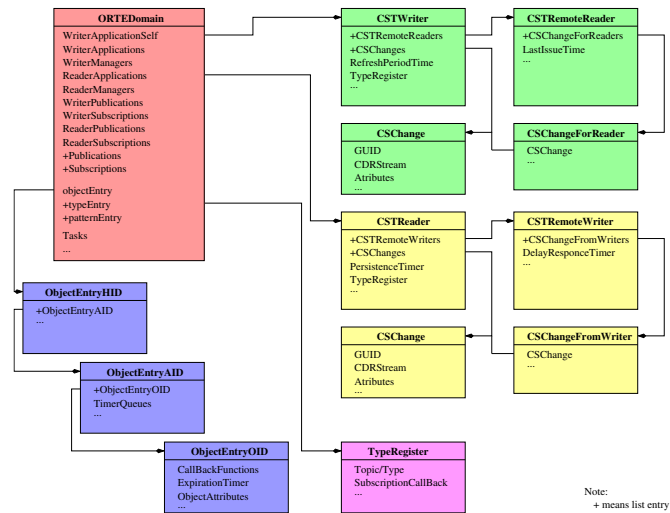 ORTEDomain
WriterApplicationSelf
WriterApplications
WriterManagers
ReaderApplications
ReaderManagers
WriterPublications
WriterSubscriptions
ReaderPublications
ReaderSubscriptions
+Publications
+Subscriptions
objectEntry
+typeEntry
+patternEntry
Tasks
...
CSTWriter
+CSTRemoteReaders
+CSChanges
RefreshPeriodTime
TypeRegister
...
CSTRemoteReader
+CSChangeForReaders
LastIssueTime
...
CSChange
GUID
CDRStream
Atributes
...
CSChangeForReader
CSChange
...
CSTReader
+CSTRemoteWriters
+CSChanges
PersistenceTimer
TypeRegister
...
CSTRemoteWriter
+CSChangeFromWriters
DelayResponceTimer
...
CSChange
GUID
CDRStream
Atributes
...
CSChangeFromWriter
CSChange
...
ObjectEntryHID
+ObjectEntryAID
...
ObjectEntryAID
+ObjectEntryOID
TimerQueues
...
ObjectEntryOID
CallBackFunctions
ExpirationTimer
ObjectAttributes
...
TypeRegister
Topic/Type
SubscriptionCallBack
...
Note:
+ means list entry